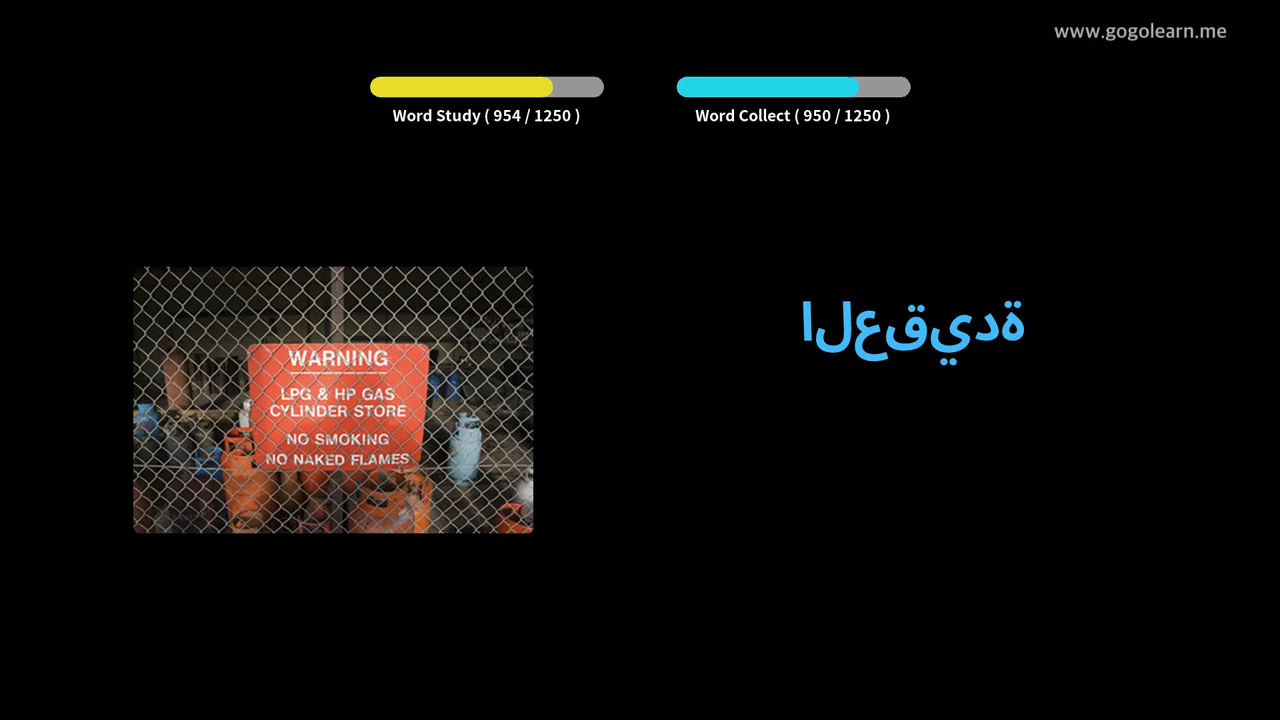 www.gogolearn.me
Word Study ( 954 / 1250 )
Word Collect ( 950 / 1250 )
WARNING
LPG & HP GAS
CYLINDER STORE
NO SMOKING
NO NAKED FLAMES
العقيدة